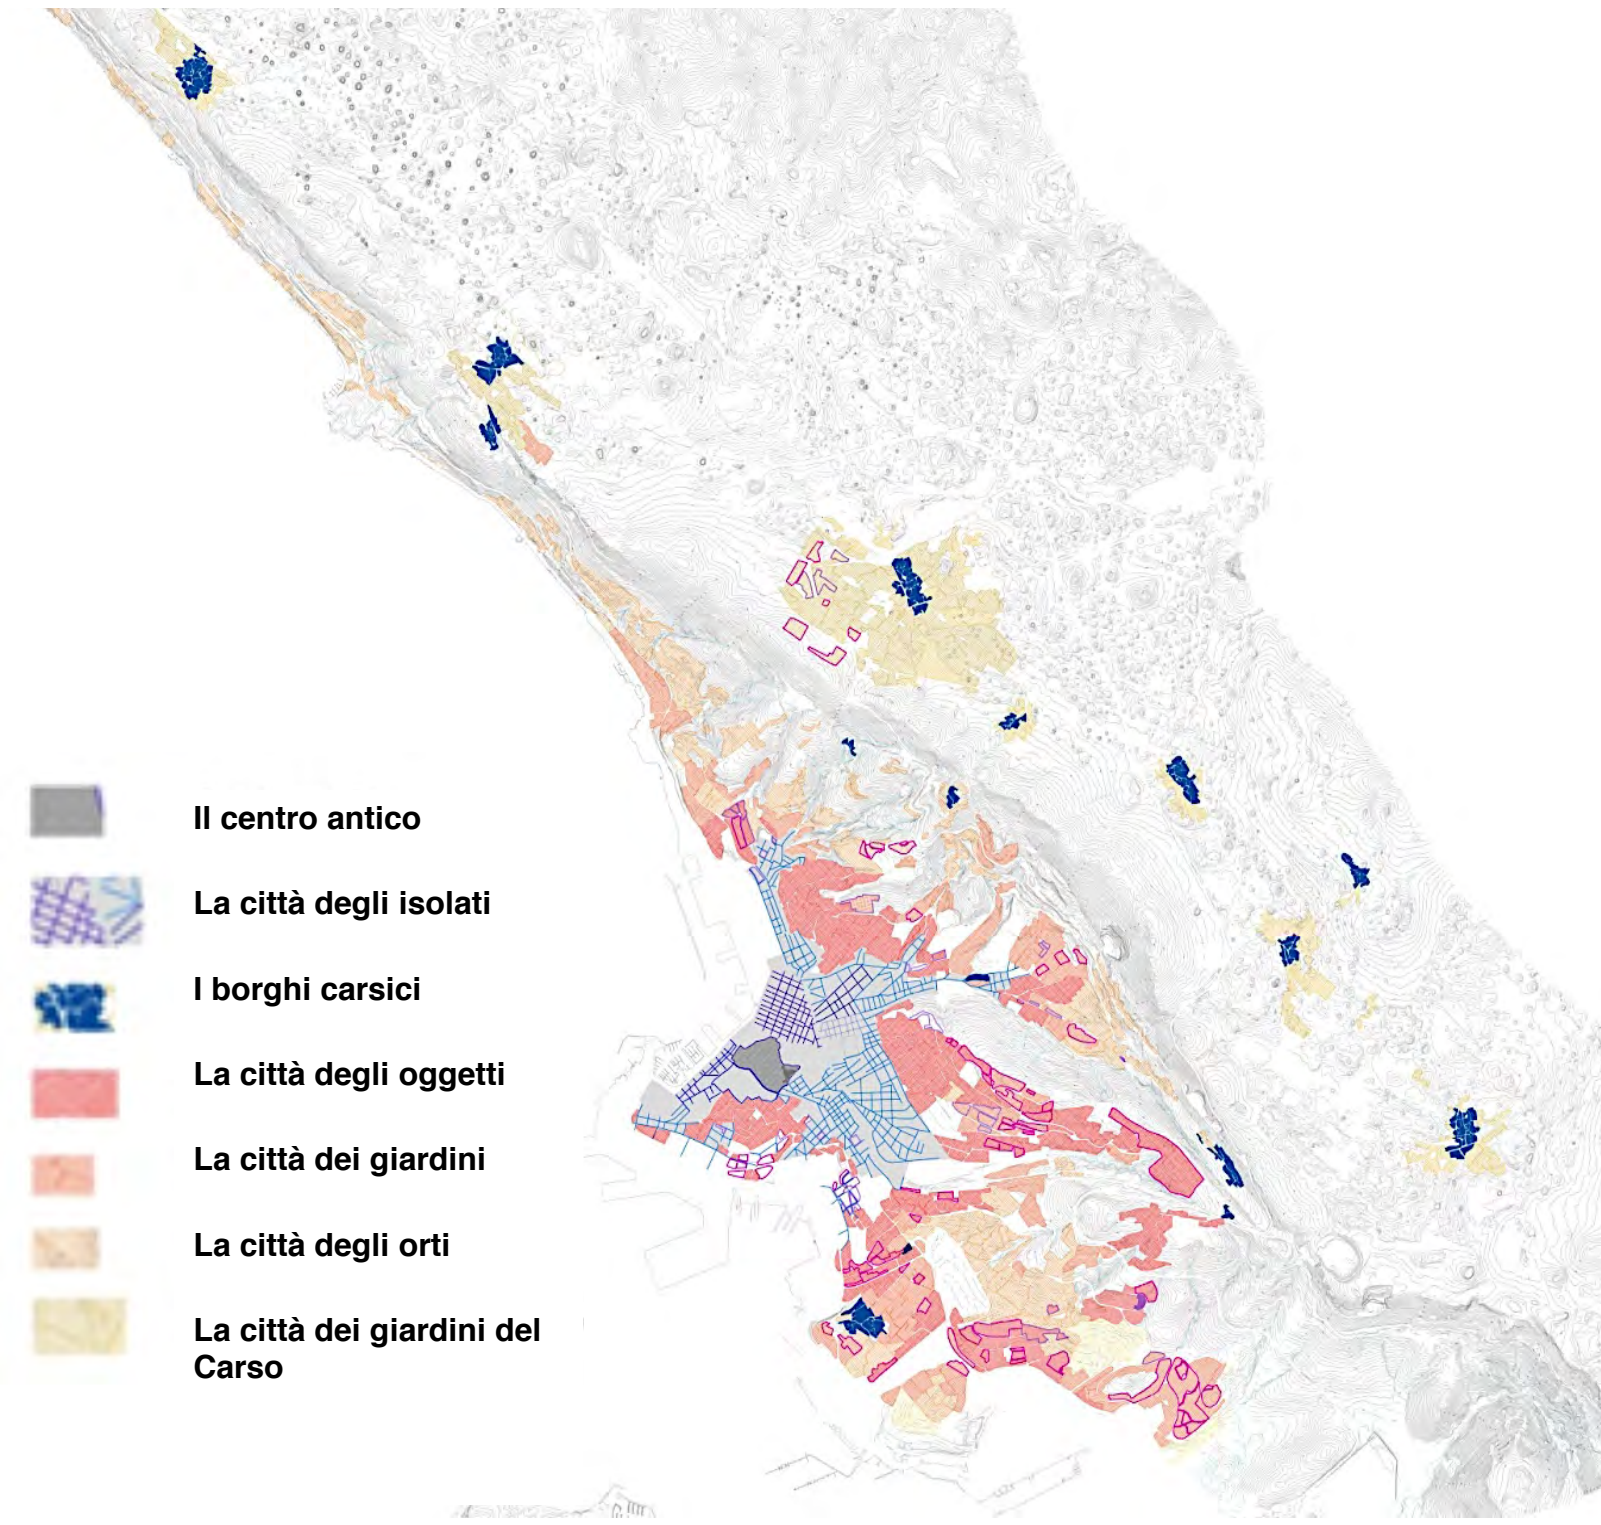 Il centro antico
La città degli isolati
I borghi carsici
La città degli oggetti
La città dei giardini
La città degli orti
La città dei giardini del
Carso